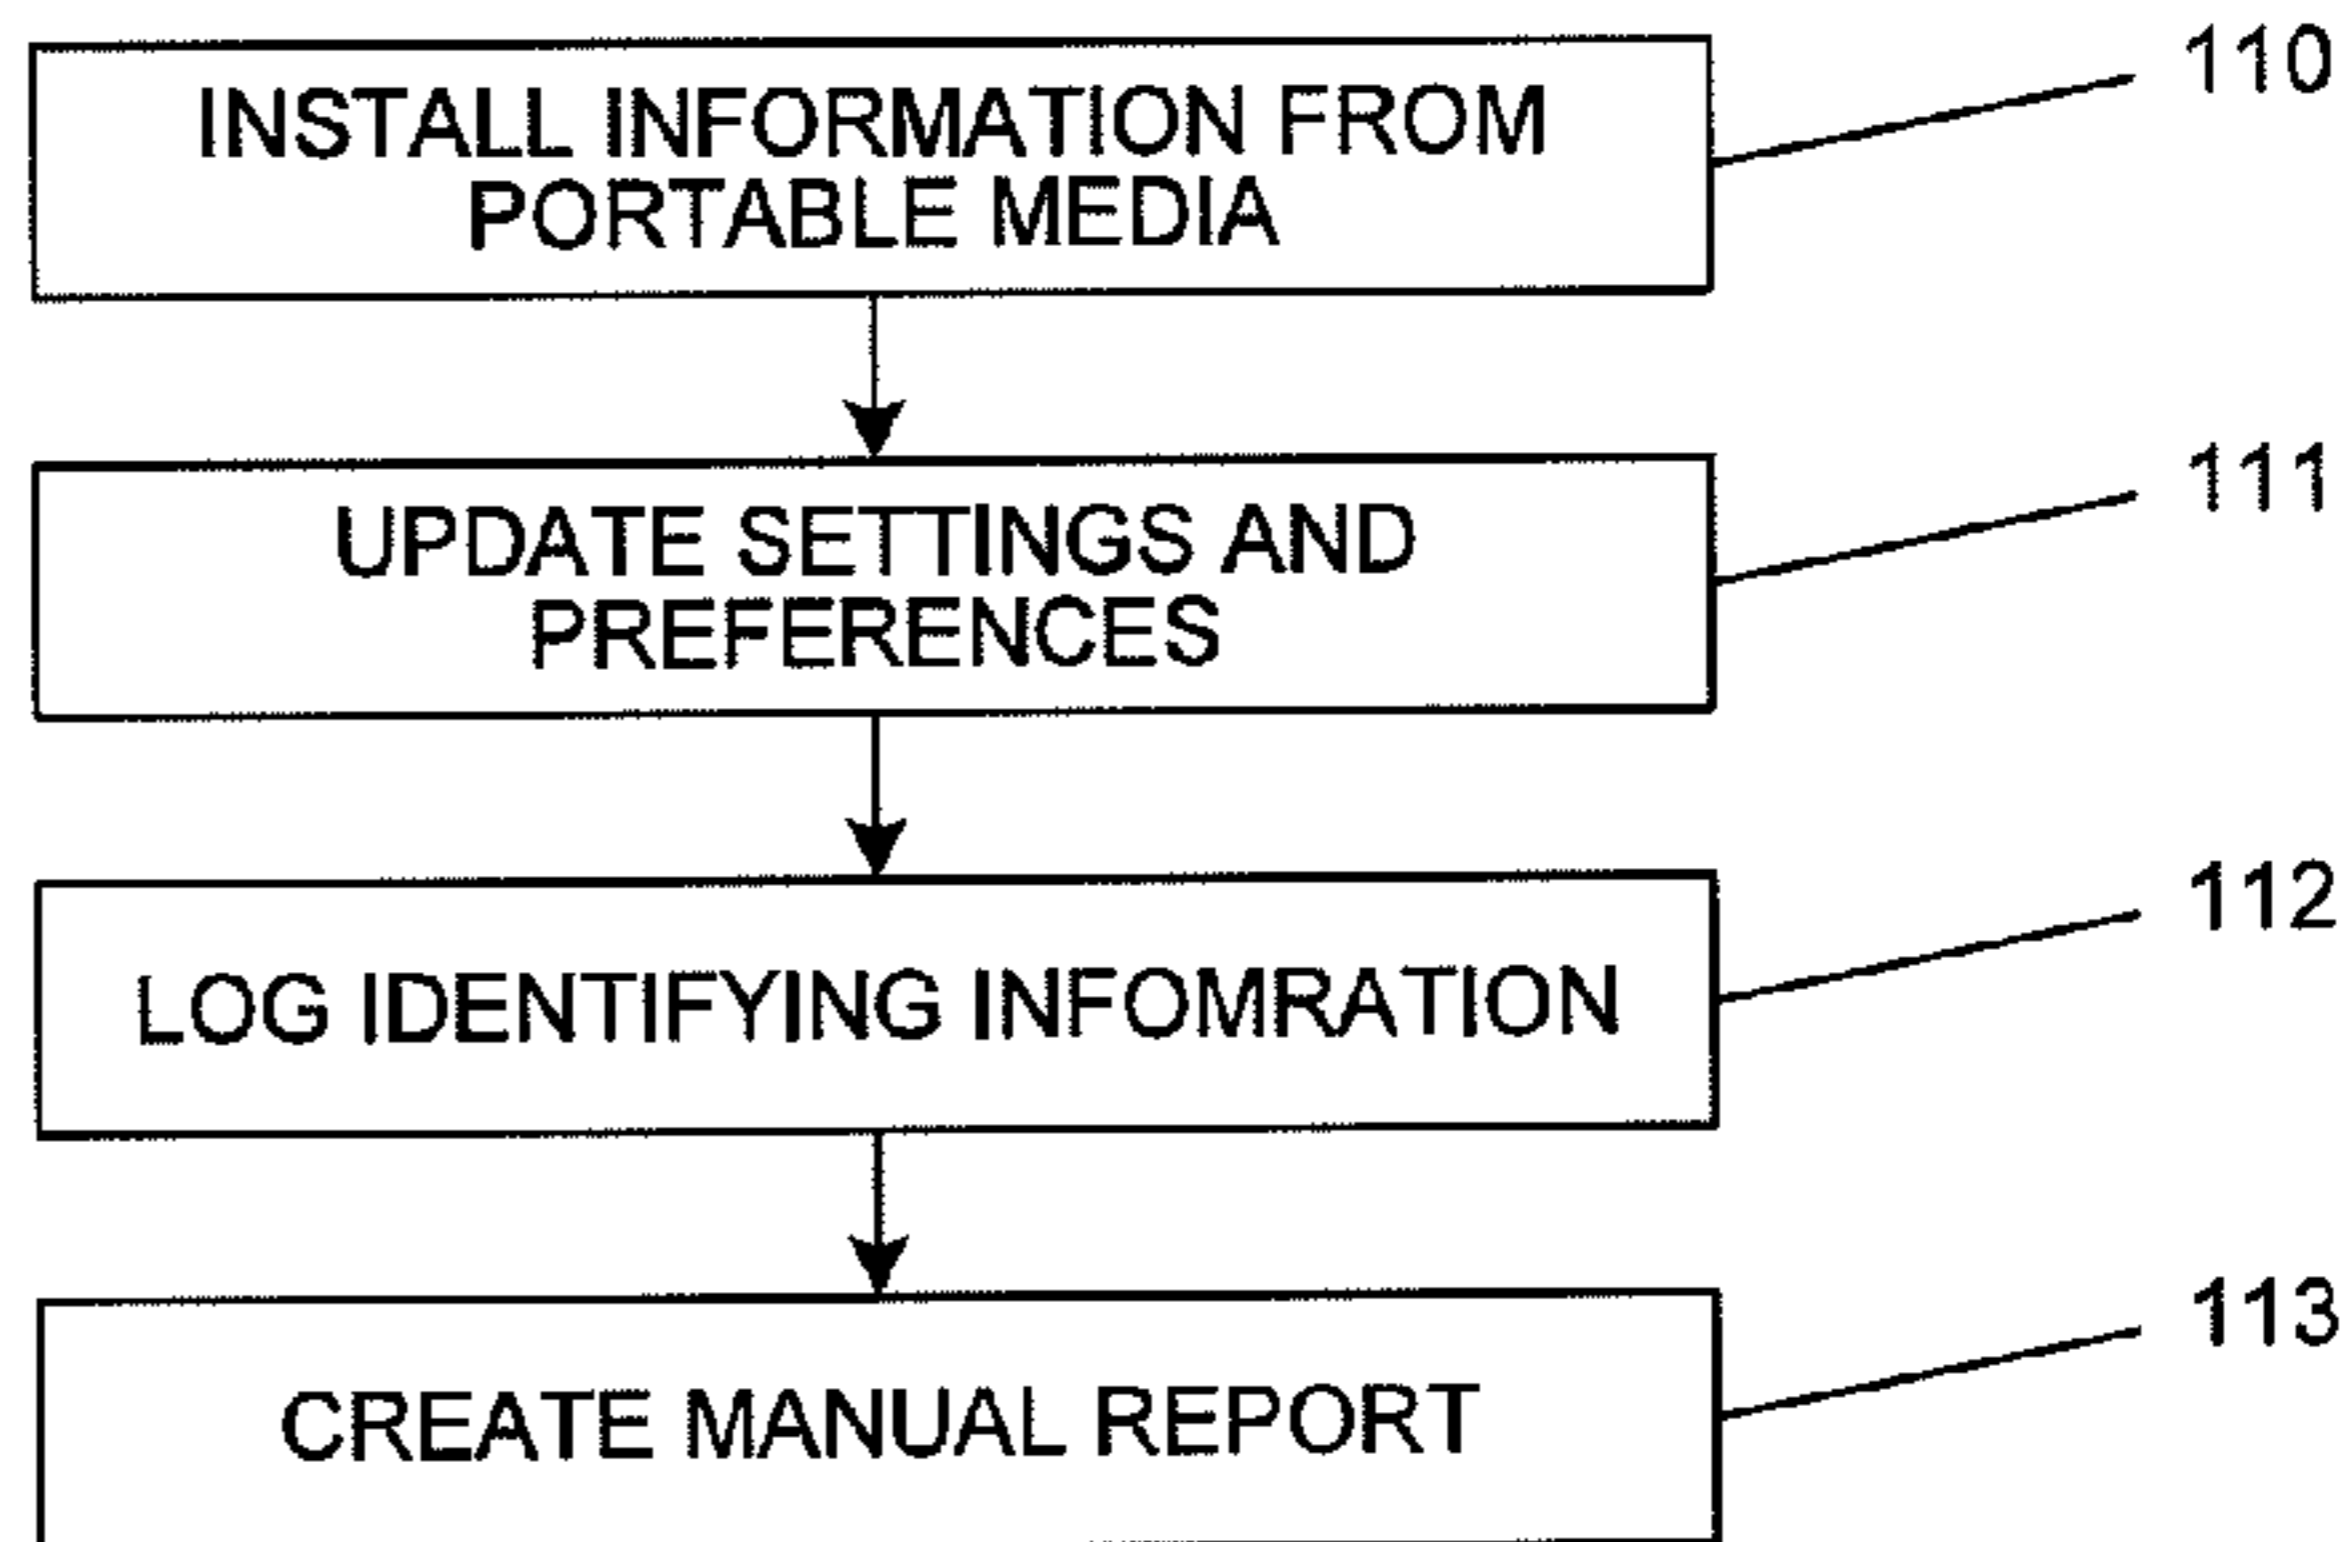 INSTALL INFORMATION FROM
PORTABLE MEDIA
110
UPDATE SETTINGS AND
PREFERENCES
111
LOG IDENTIFYING INFOMRATION
112
CREATE MANUAL REPORT
113